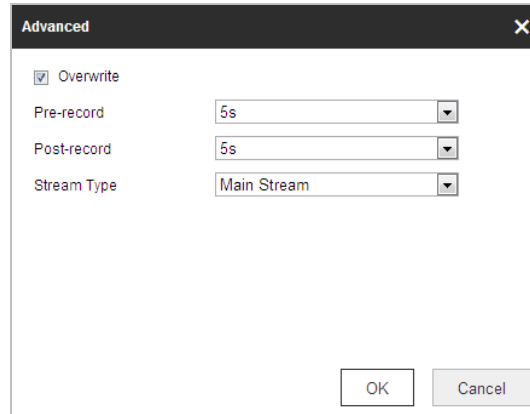 Advanced
Overwrite
Pre-record 5s
Post-record 5s
Stream Type Main Stream
OK Cancel